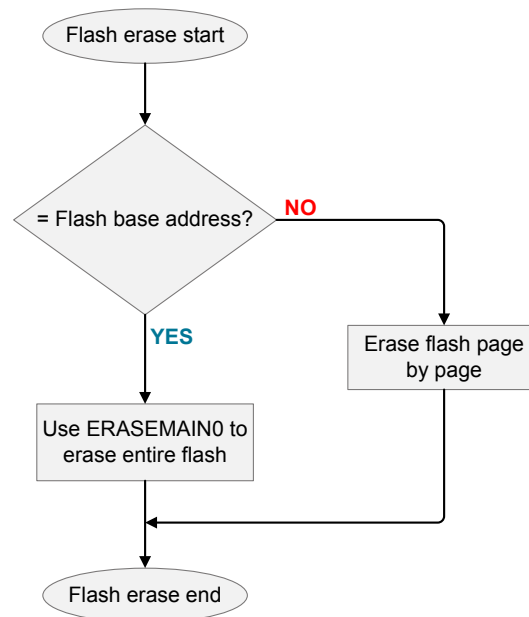 Flash erase start
= Flash base address?
NO
YES
Erase flash page
by page
Use ERASEMAIN0 to
erase entire flash
Flash erase end